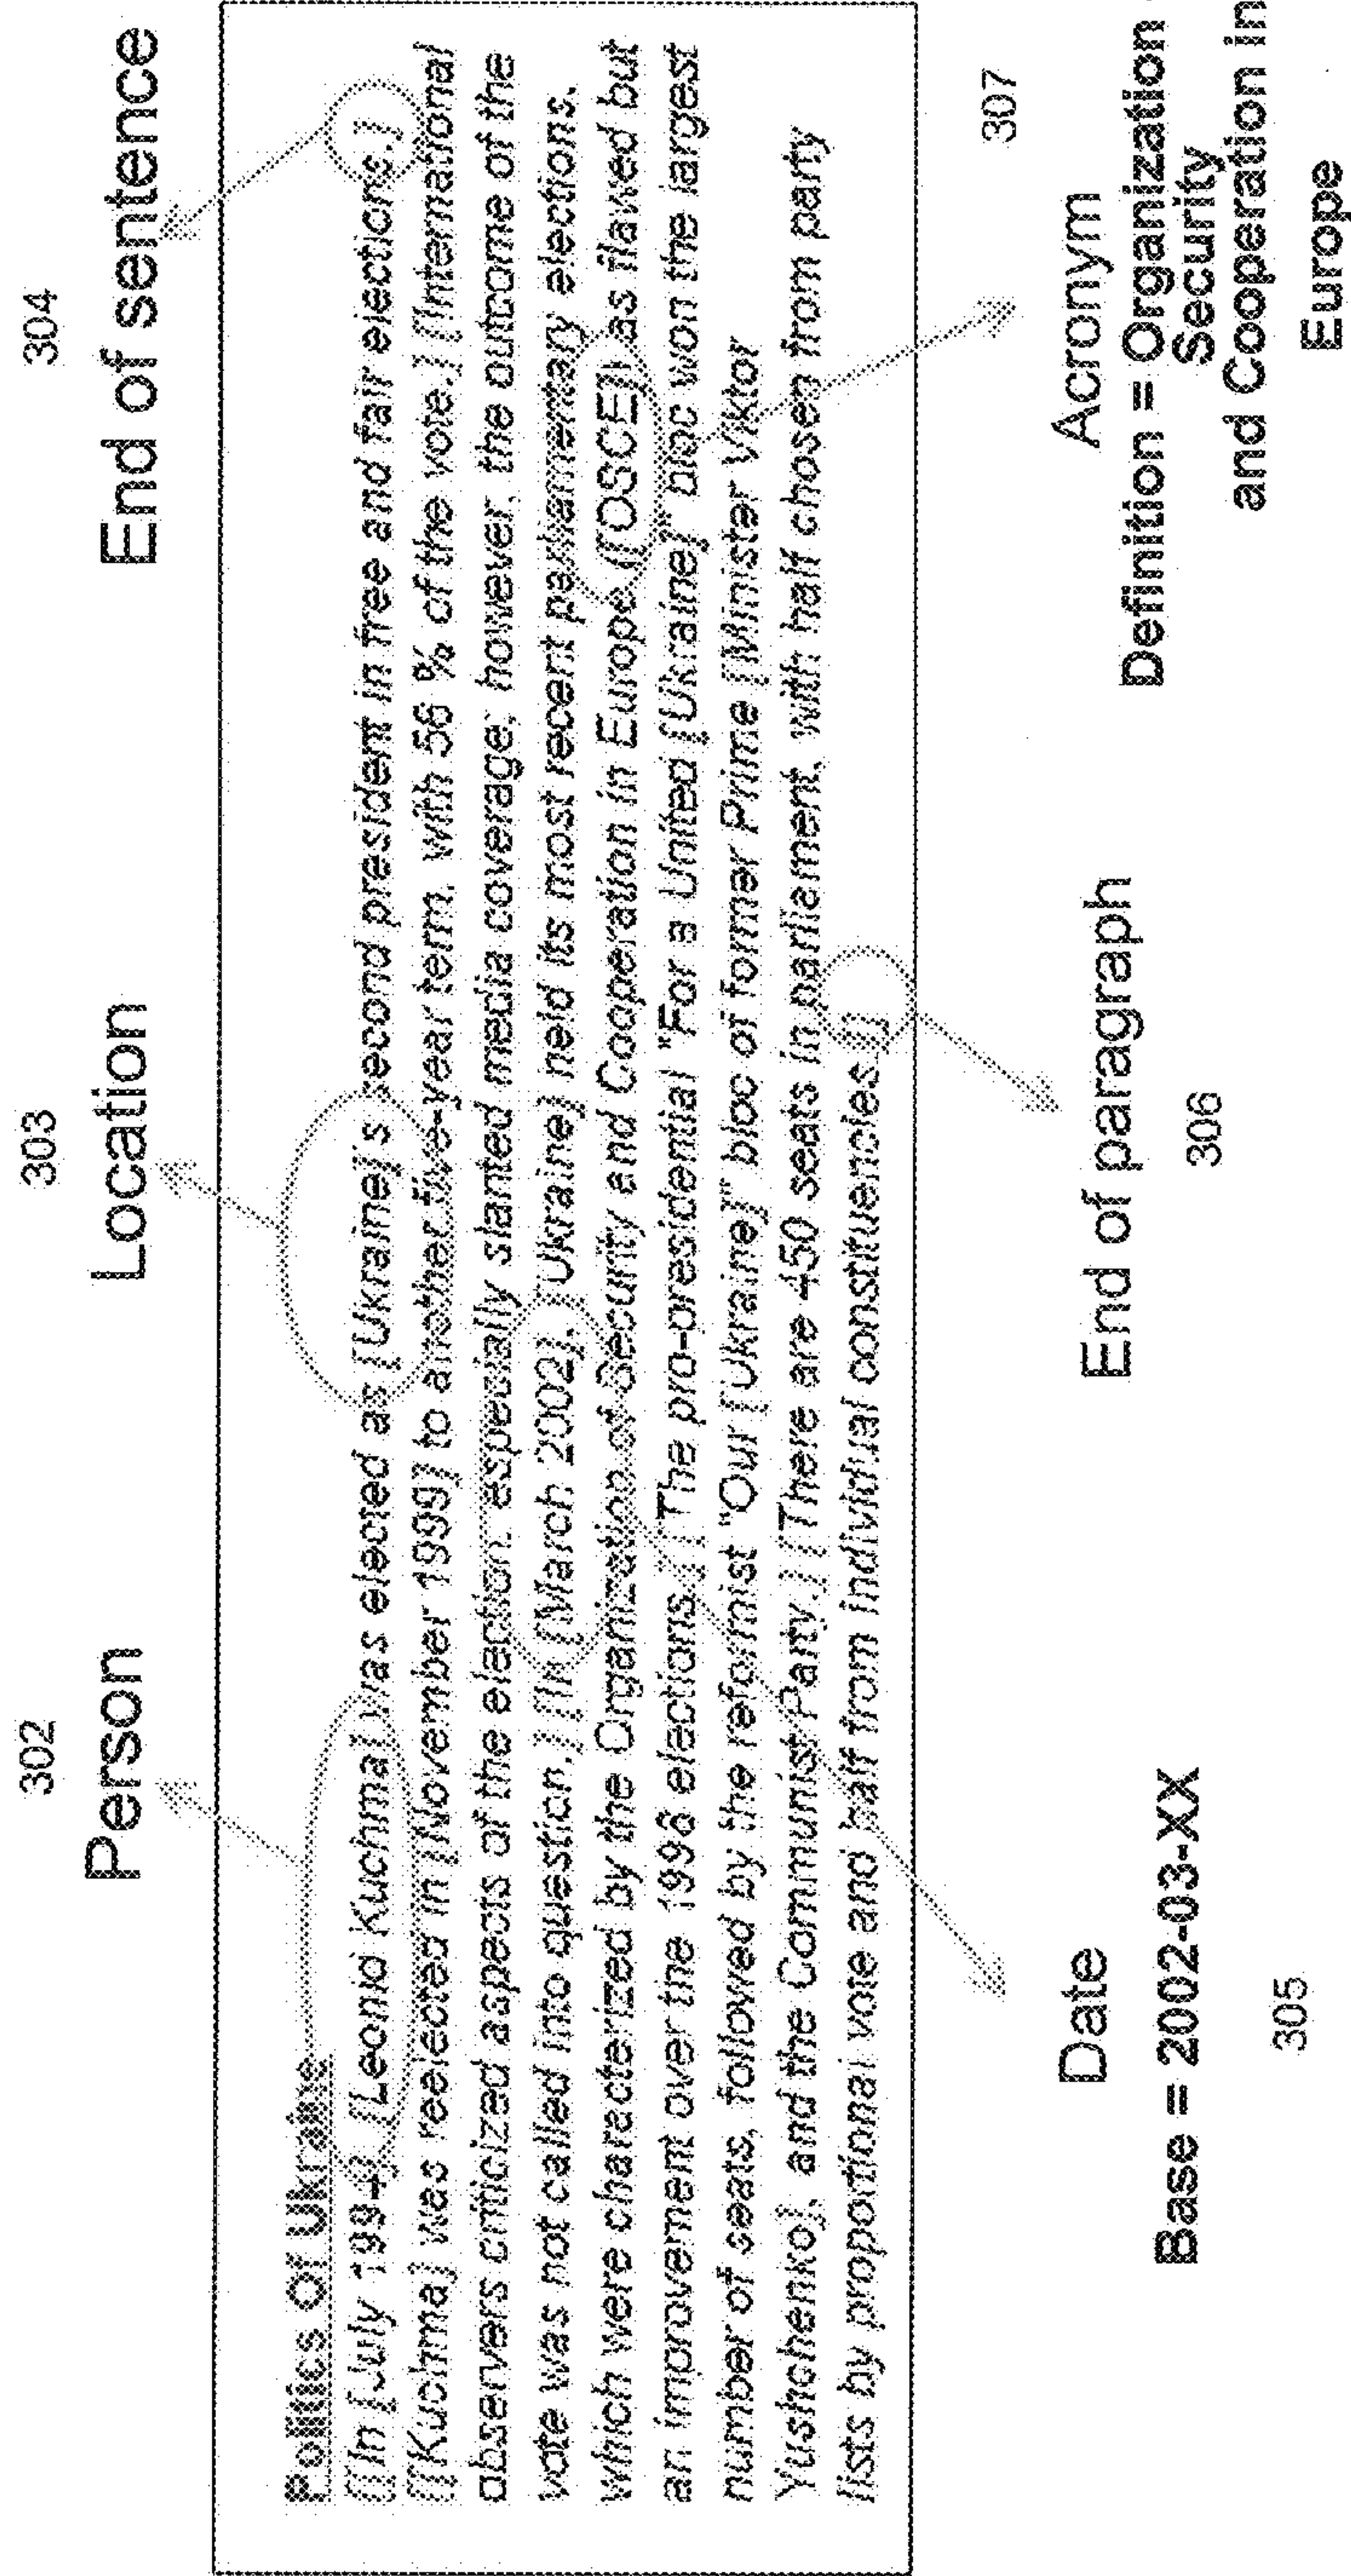 302
303
304
Person
Location
End of sentence
Politics Of Ukraine
[[In [July 1994], [Leonid Kuchma] was elected as [Ukraine]'s second president in free and fair elections.]
[[Kuchma] was reelected in [November 1999] to another five-year term, with 56 % of the vote.] [International
observers criticized aspects of the election, especially slanted media coverage; however, the outcome of the
vote was not called into question.] [In [March 2002], [Ukraine] held its most recent parliamentary elections,
which were characterized by the Organization of Security and Cooperation in Europe ([OSCE]) as flawed but
an improvement over the 1998 elections.] [The pro-presidential "For a United [Ukraine]" bloc won the largest
number of seats, followed by the reformist "Our [Ukraine]" bloc of former Prime [Minister Viktor
Yushchenko], and the Communist Party.] [There are 450 seats in parliament, with half chosen from party
lists by proportional vote and half from individual constituencies.]]
Date
Base = 2002-03-XX
305
End of paragraph
306
307
Acronym
Definition = Organization
Security
and Cooperation in
Europe